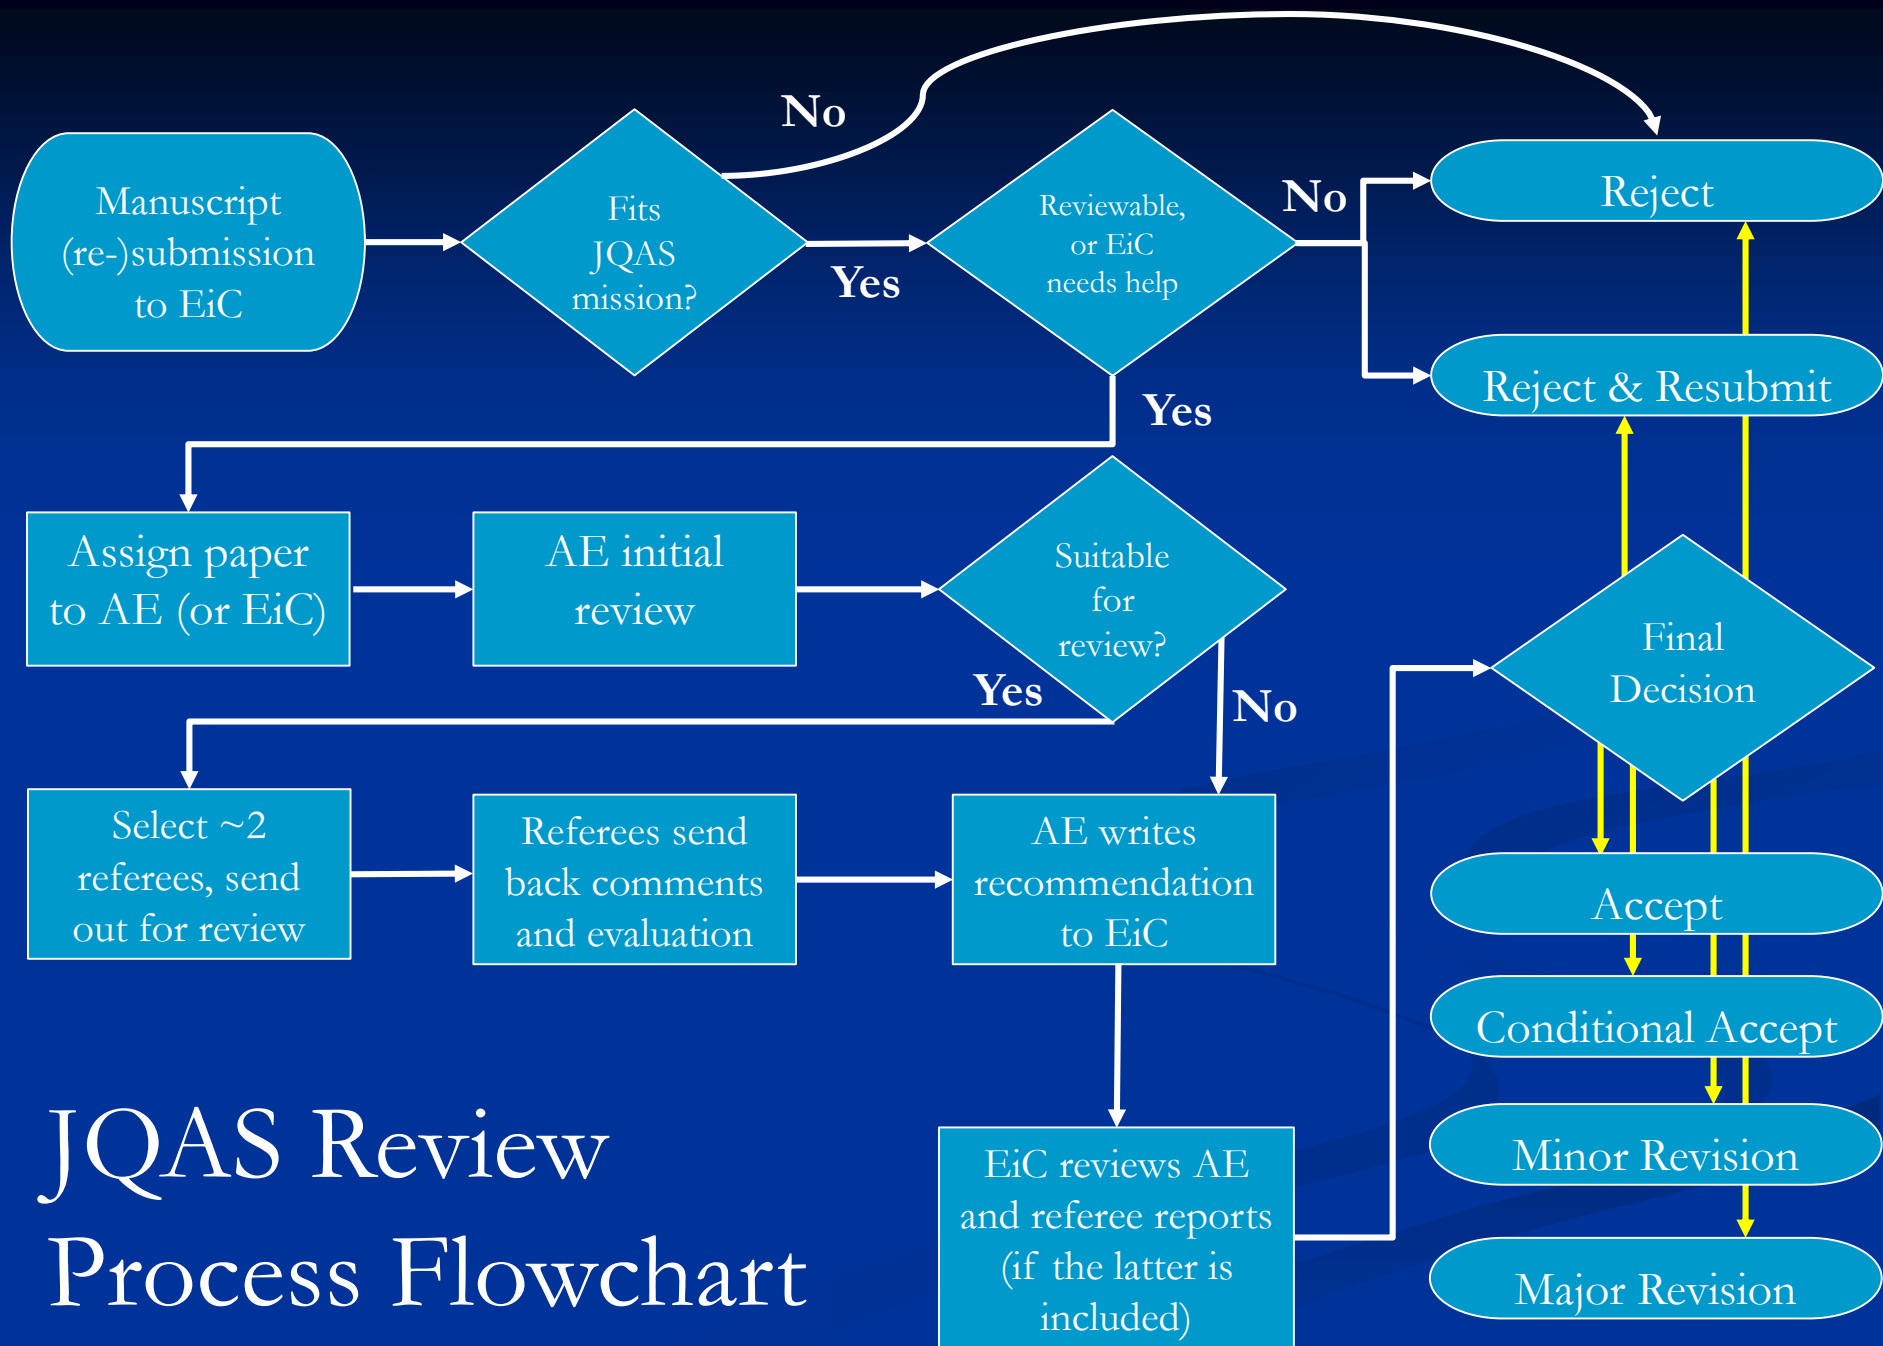 No
Manuscript
(re-)submission
to EiC
Fits
JQAS
mission?
Yes
Reviewable,
or EiC
needs help
No
Reject
Reject & Resubmit
Yes
Assign paper
to AE (or EiC)
AE initial
review
Suitable
for
review?
Yes
No
Final
Decision
Select ~2
referees, send
out for review
Referees send
back comments
and evaluation
AE writes
recommendation
to EiC
Accept
Conditional Accept
Minor Revision
Major Revision
EiC reviews AE
and referee reports
(if the latter is
included)
JQAS Review
Process Flowchart